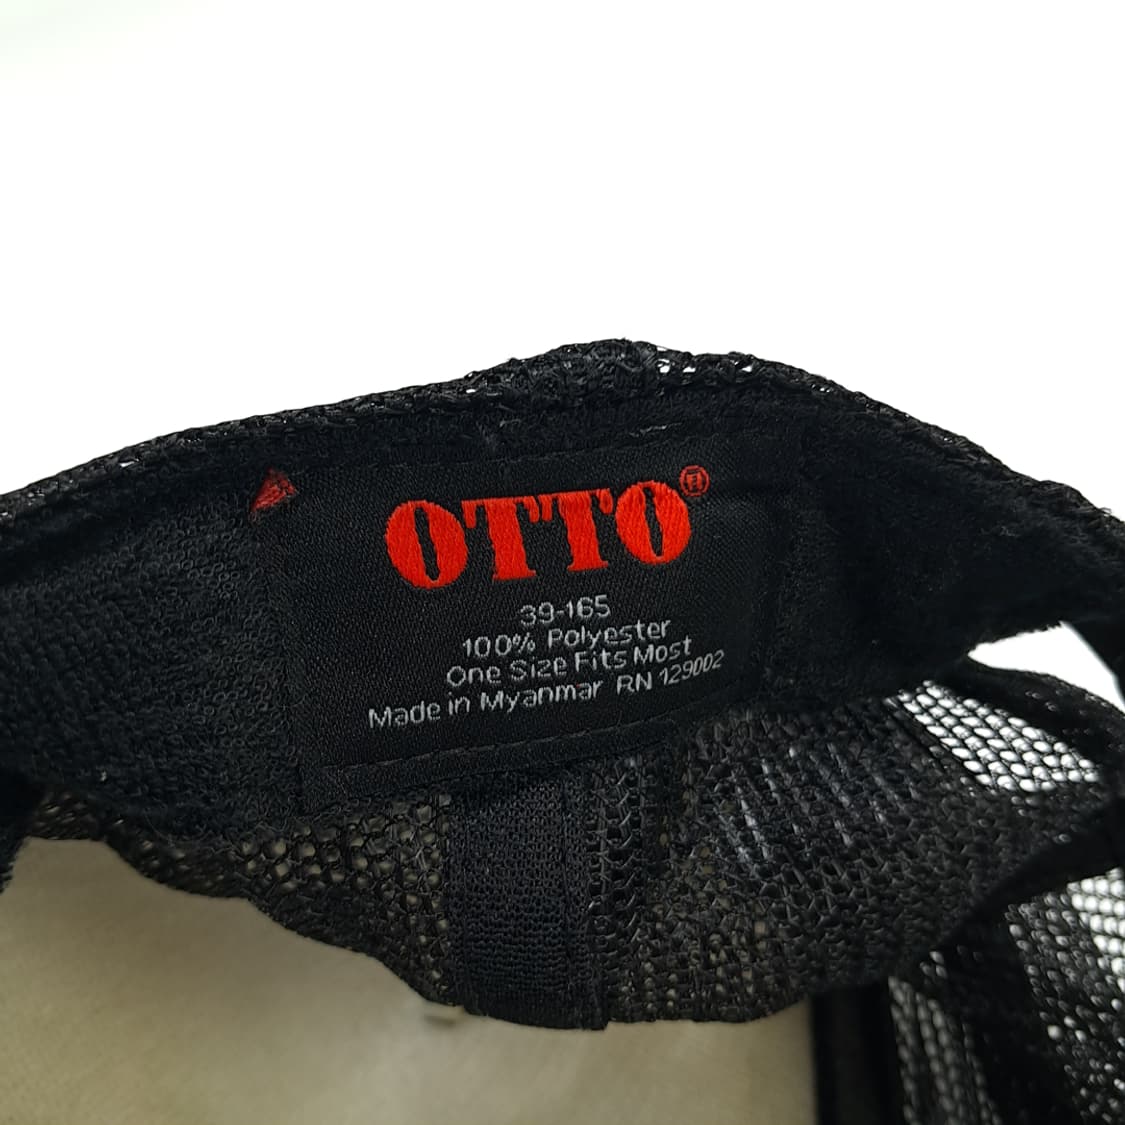 OTTO®
39-165
100% Polyester
One Size Fits Most
Made in Myanmar RN 129002